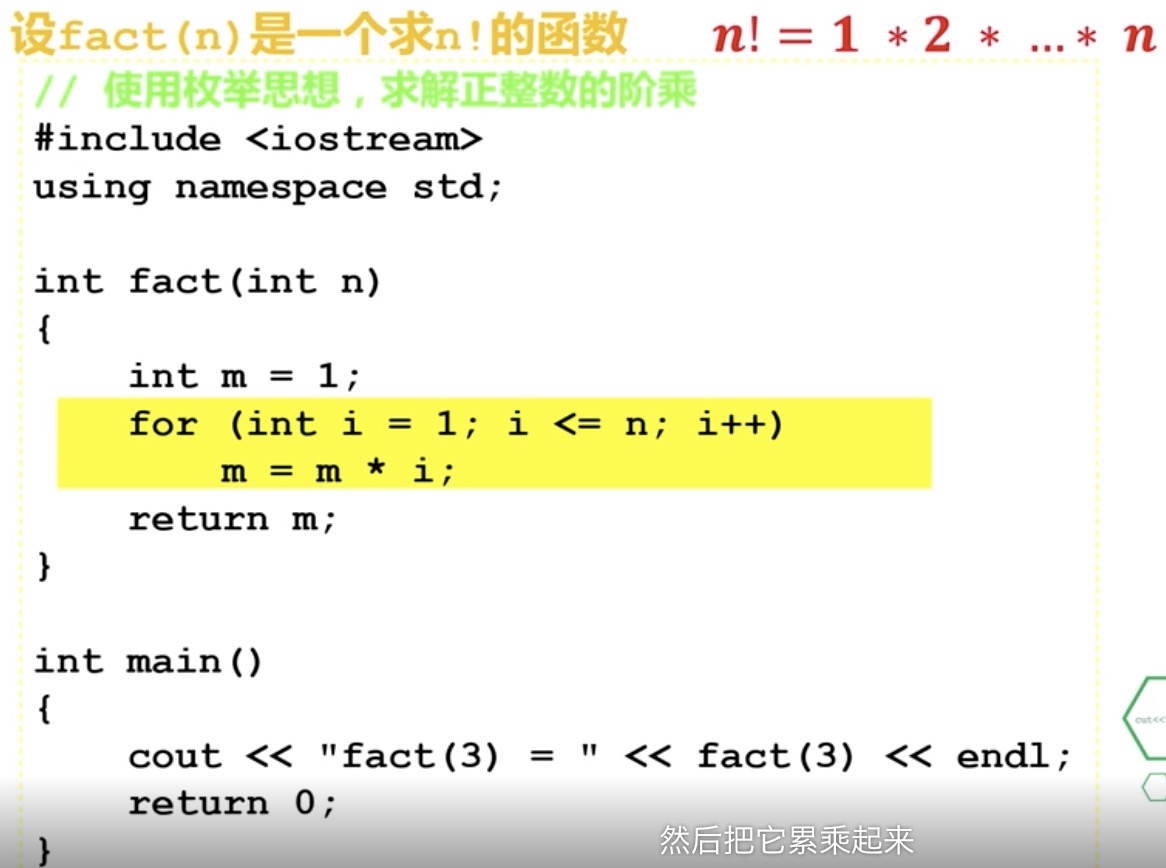 设fact(n)是一个求n!的函数 n! = 1 * 2 * ...* n
// 使用枚举思想，求解正整数的阶乘
#include <iostream>
using namespace std;
int fact(int n)
{
int m = 1;
for (int i = 1; i <= n; i++)
m = m * i;
return m;
}
int main()
{
cout << "fact(3) = " << fact(3) << endl;
return 0;
}
然后把它累乘起来